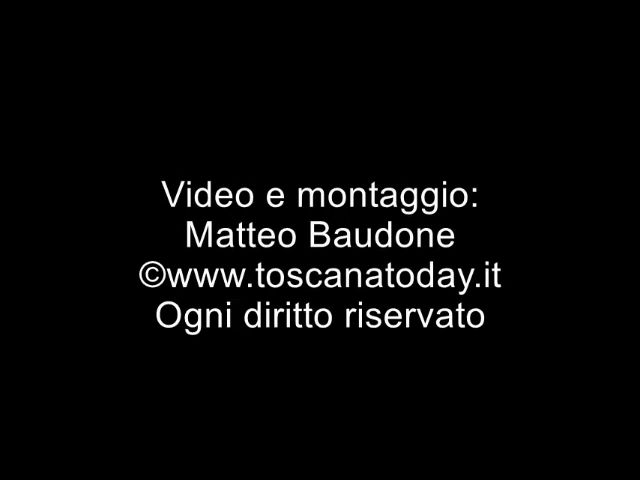 Video e montaggio:
Matteo Baudone
©www.toscanatoday.it
Ogni diritto riservato